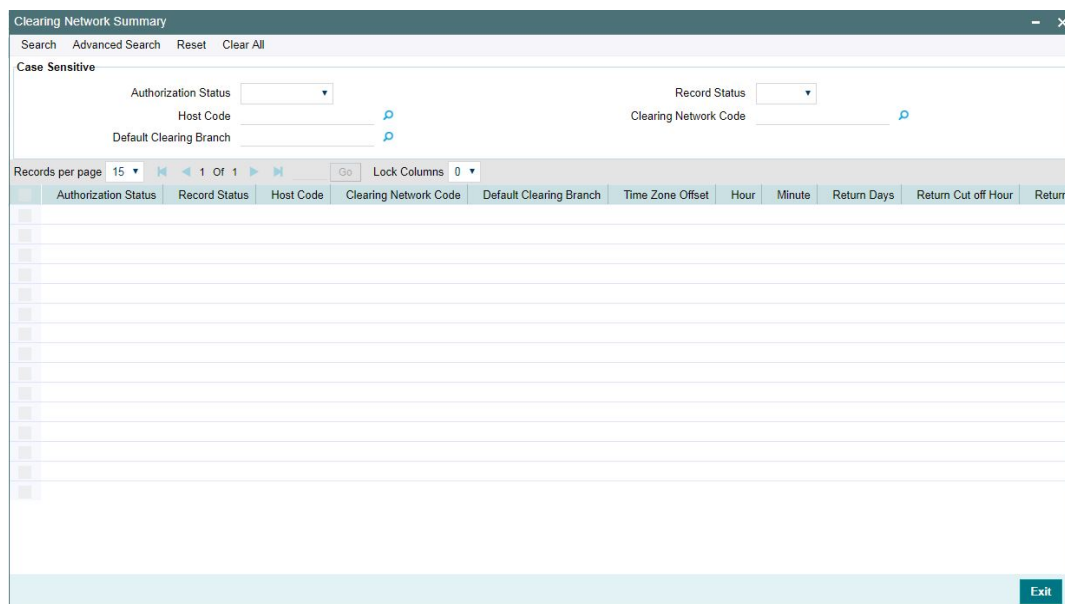 Clearing Network Summary
Search Advanced Search Reset Clear All
Case Sensitive
Authorization Status Record Status
Host Code Clearing Network Code
Default Clearing Branch
Records per page 15 1 Of 1 Go Lock Columns 0
Authorization Status Record Status Host Code Clearing Network Code Default Clearing Branch Time Zone Offset Hour Minute Return Days Return Cut off Hour Return
Exit